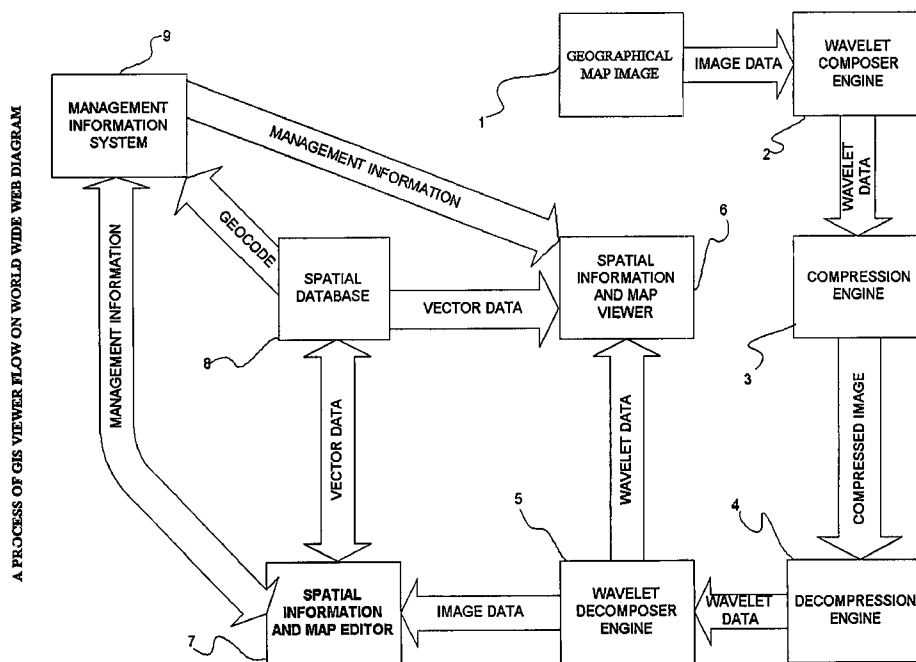 A PROCESS OF GIS VIEWER FLOW ON WORLD WIDE WEB DIAGRAM
9
MANAGEMENT
INFORMATION
SYSTEM
GEOGRAPHICAL
MAP IMAGE
1
IMAGE DATA
WAVELET
COMPOSER
ENGINE
2
MANAGEMENT INFORMATION
WAVELET
DATA
GEOCODE
6
SPATIAL
DATABASE
8
VECTOR DATA
SPATIAL
INFORMATION
AND MAP
VIEWER
COMPRESSION
ENGINE
3
MANAGEMENT INFORMATION
VECTOR DATA
WAVELET DATA
COMPRESSED IMAGE
5
4
SPATIAL
INFORMATION
AND MAP EDITOR
7
IMAGE DATA
WAVELET
DECOMPOSER
ENGINE
WAVELET
DATA
DECOMPRESSION
ENGINE